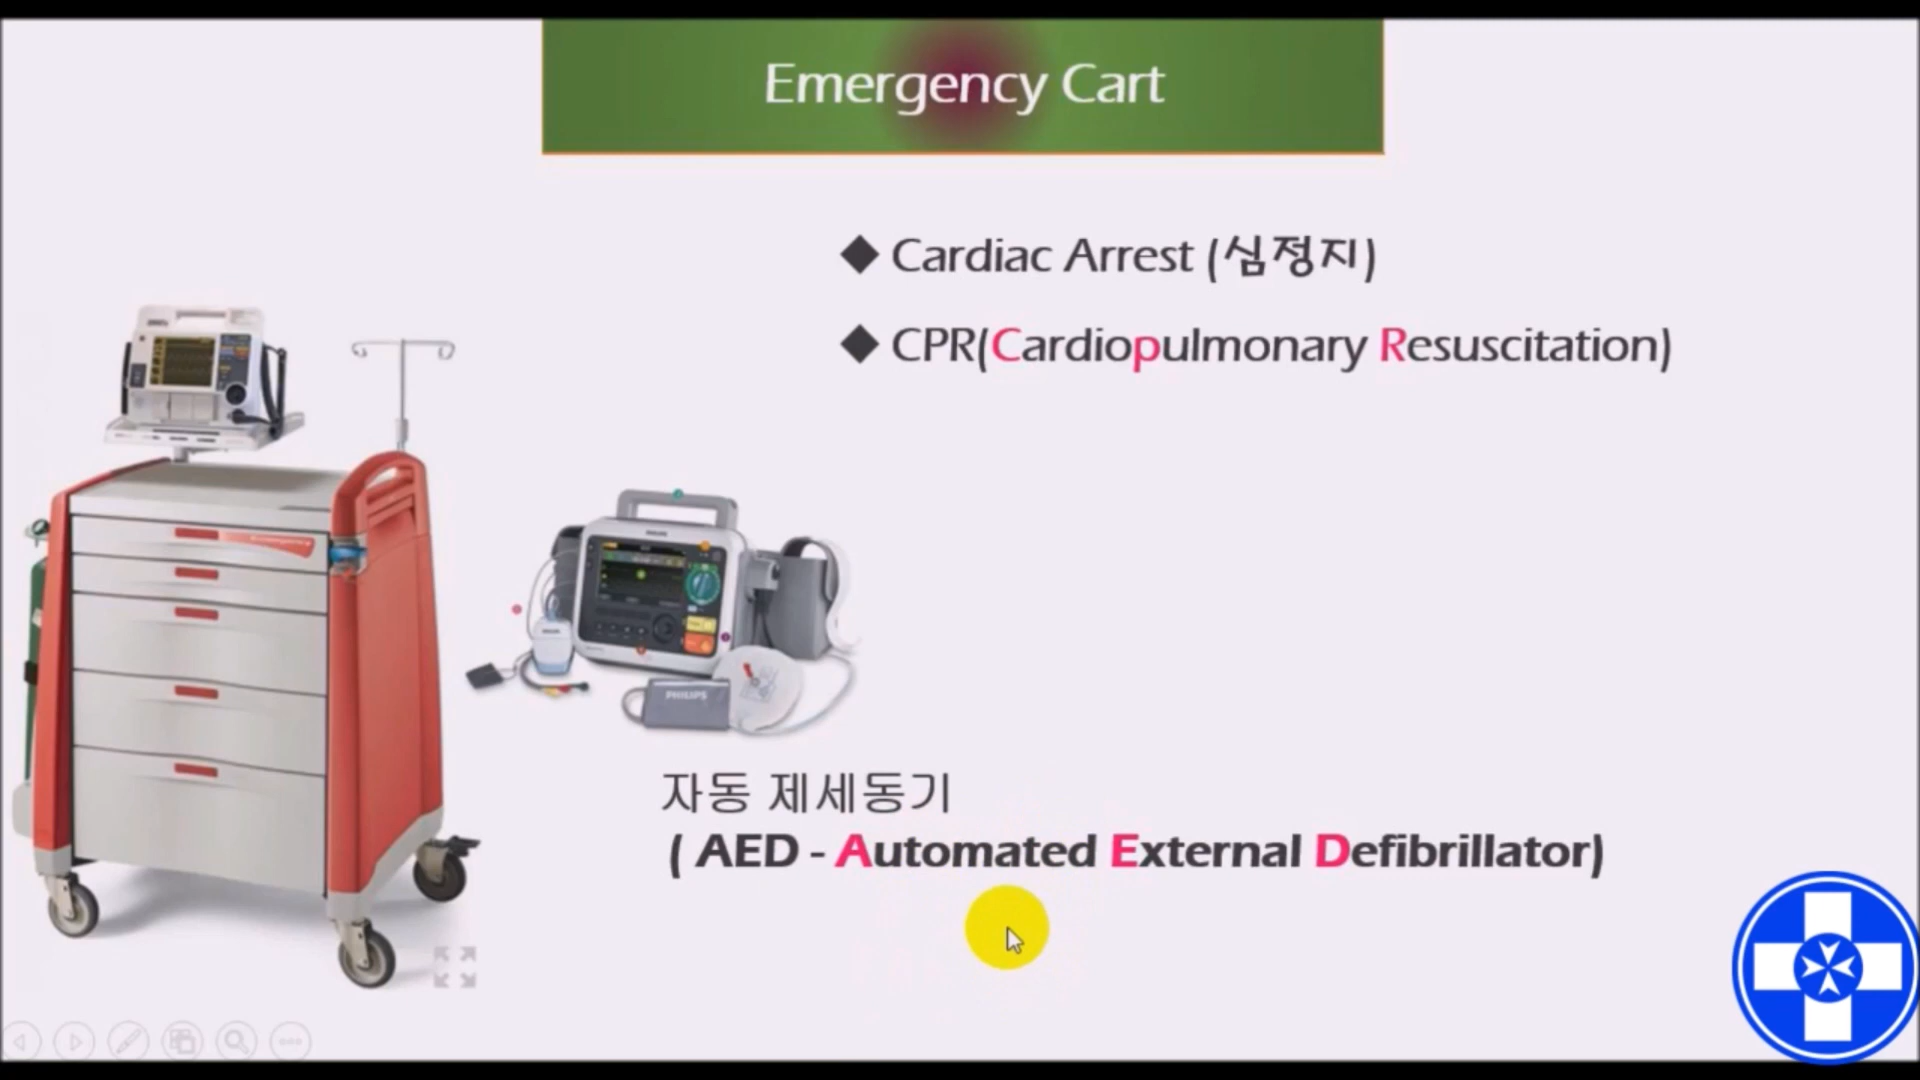 Emergency Cart
◆ Cardiac Arrest (심정지)
◆ CPR(Cardiopulmonary Resuscitation)
PHILIPS
자동 제세동기
( AED - Automated External Defibrillator)